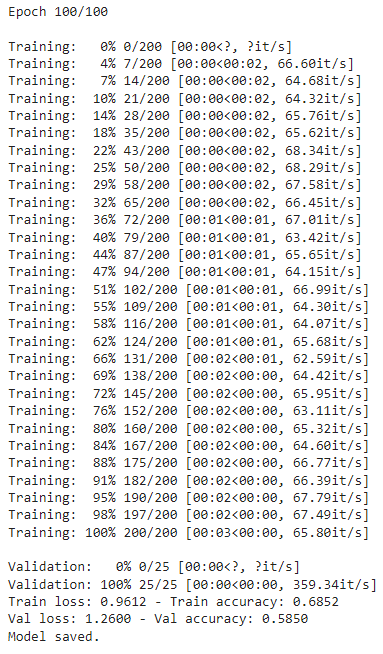 Epoch 100/100
Training:   0% 0/200 [00:00<?, ?it/s]
Training:   4% 7/200 [00:00<00:02, 66.60it/s]
Training:   7% 14/200 [00:00<00:02, 64.68it/s]
Training:  10% 21/200 [00:00<00:02, 64.32it/s]
Training:  14% 28/200 [00:00<00:02, 65.76it/s]
Training:  18% 35/200 [00:00<00:02, 65.62it/s]
Training:  22% 43/200 [00:00<00:02, 68.34it/s]
Training:  25% 50/200 [00:00<00:02, 68.29it/s]
Training:  29% 58/200 [00:00<00:02, 67.58it/s]
Training:  32% 65/200 [00:00<00:02, 66.45it/s]
Training:  36% 72/200 [00:01<00:01, 67.01it/s]
Training:  40% 79/200 [00:01<00:01, 63.42it/s]
Training:  44% 87/200 [00:01<00:01, 65.65it/s]
Training:  47% 94/200 [00:01<00:01, 64.15it/s]
Training:  51% 102/200 [00:01<00:01, 66.99it/s]
Training:  55% 109/200 [00:01<00:01, 64.30it/s]
Training:  58% 116/200 [00:01<00:01, 64.07it/s]
Training:  62% 124/200 [00:01<00:01, 65.68it/s]
Training:  66% 131/200 [00:02<00:01, 62.59it/s]
Training:  69% 138/200 [00:02<00:00, 64.42it/s]
Training:  72% 145/200 [00:02<00:00, 65.95it/s]
Training:  76% 152/200 [00:02<00:00, 63.11it/s]
Training:  80% 160/200 [00:02<00:00, 65.32it/s]
Training:  84% 167/200 [00:02<00:00, 64.60it/s]
Training:  88% 175/200 [00:02<00:00, 66.77it/s]
Training:  91% 182/200 [00:02<00:00, 66.39it/s]
Training:  95% 190/200 [00:02<00:00, 67.79it/s]
Training:  98% 197/200 [00:02<00:00, 67.49it/s]
Training: 100% 200/200 [00:03<00:00, 65.80it/s]
Validation:   0% 0/25 [00:00<?, ?it/s]
Validation: 100% 25/25 [00:00<00:00, 359.34it/s]
Train loss: 0.9612 - Train accuracy: 0.6852
Val loss: 1.2600 - Val accuracy: 0.5850
Model saved.